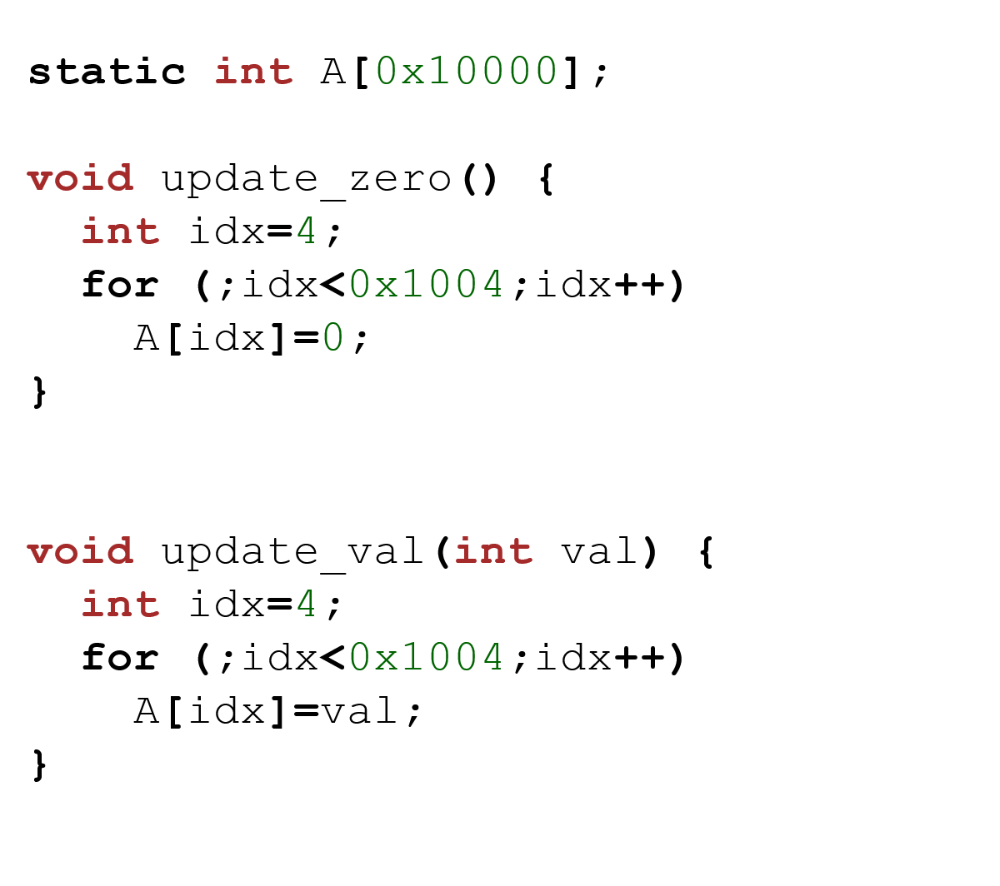 static int A[0x10000];
void update_zero() {
  int idx=4;
  for (;idx<0x1004;idx++)
    A[idx]=0;
}
void update_val(int val) {
  int idx=4;
  for (;idx<0x1004;idx++)
    A[idx]=val;
}